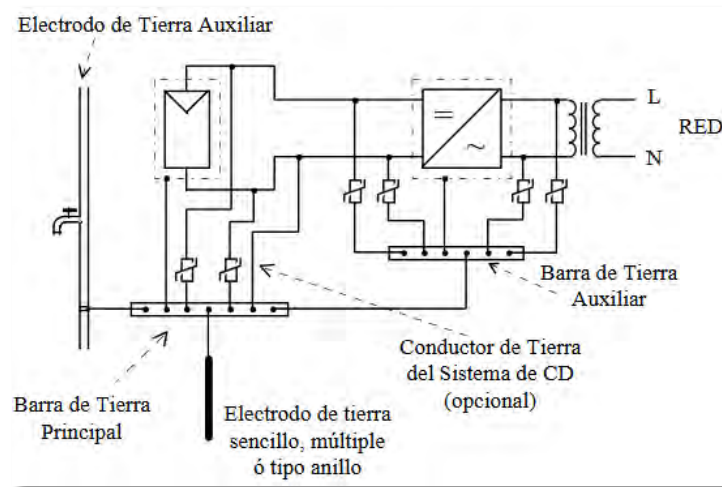 Electrodo de Tierra Auxiliar
L
RED
N
Barra de Tierra
Auxiliar
Conductor de Tierra
del Sistema de CD
(opcional)
Barra de Tierra
Principal
Electrodo de tierra
sencillo, múltiple
ó tipo anillo